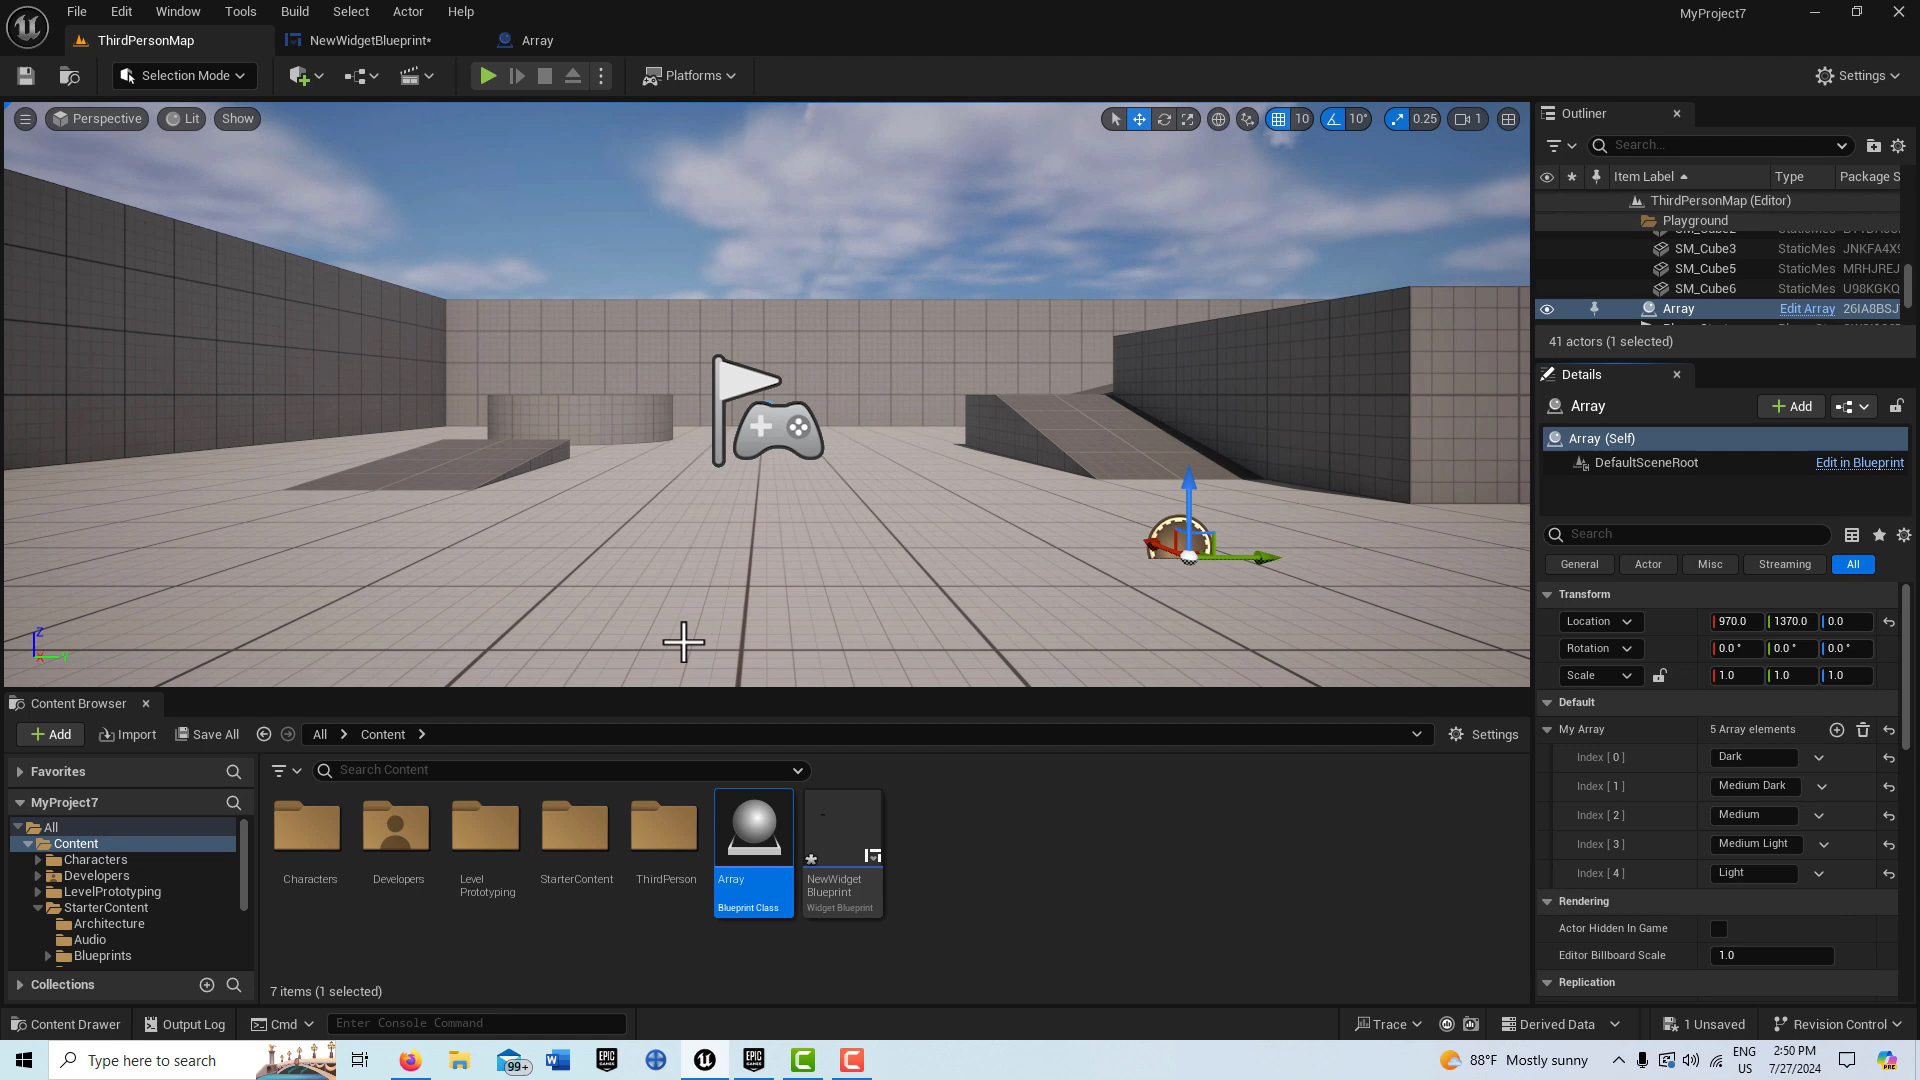 File Edit Window Tools Build Select Actor Help
MyProject7
ThirdPersonMap NewWidgetBlueprint* Array
Selection Mode Platforms Settings
Perspective Lit Show 10 10° 0.25 1
Outliner
Search...
Item Label Type Package S
ThirdPersonMap (Editor)
Playground
SM_Cube3 StaticMes JNKFA4X9
SM_Cube5 StaticMes MRHJREJ
SM_Cube6 StaticMes U98KGKQ
Array Edit Array 26IA8BSJ
41 actors (1 selected)
Details
Array Add
Array (Self)
DefaultSceneRoot Edit in Blueprint
Search
General Actor Misc Streaming All
Transform
Location 970.0 1370.0 0.0
Rotation 0.0 ° 0.0 ° 0.0 °
Scale 1.0 1.0 1.0
Default
My Array 5 Array elements
Index [ 0 ] Dark
Index [ 1 ] Medium Dark
Index [ 2 ] Medium
Index [ 3 ] Medium Light
Index [ 4 ] Light
Rendering
Actor Hidden In Game
Editor Billboard Scale 1.0
Replication
Z
X
Y
Content Browser
Add Import Save All All Content Settings
Favorites
Search Content
MyProject7
All
Content
Characters
Developers
LevelPrototyping
StarterContent
Architecture
Audio
Blueprints
Collections
Characters
Developers
Level Prototyping
StarterContent
ThirdPerson
Array
Blueprint Class
NewWidget Blueprint
Widget Blueprint
7 items (1 selected)
Content Drawer Output Log Cmd Enter Console Command Trace Derived Data 1 Unsaved Revision Control
Type here to search 99+ EPIC GAMES EPIC GAMES 88°F Mostly sunny ENG US 2:50 PM 7/27/2024 PRE